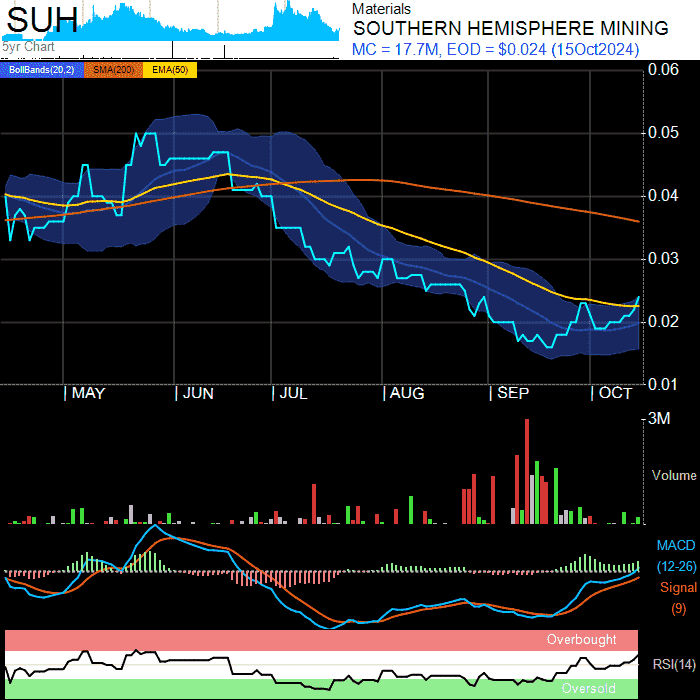 SUH
5yr Chart
Materials
SOUTHERN HEMISPHERE MINING
MC = 17.7M, EOD = $0.024 (15Oct2024)
BollBands(20,2) SMA(200) EMA(50)
0.06
0.05
0.04
0.03
0.02
0.01
MAY JUN JUL AUG SEP OCT
3M
Volume
MACD
(12-26)
Signal
(9)
Overbought
RSI(14)
Oversold